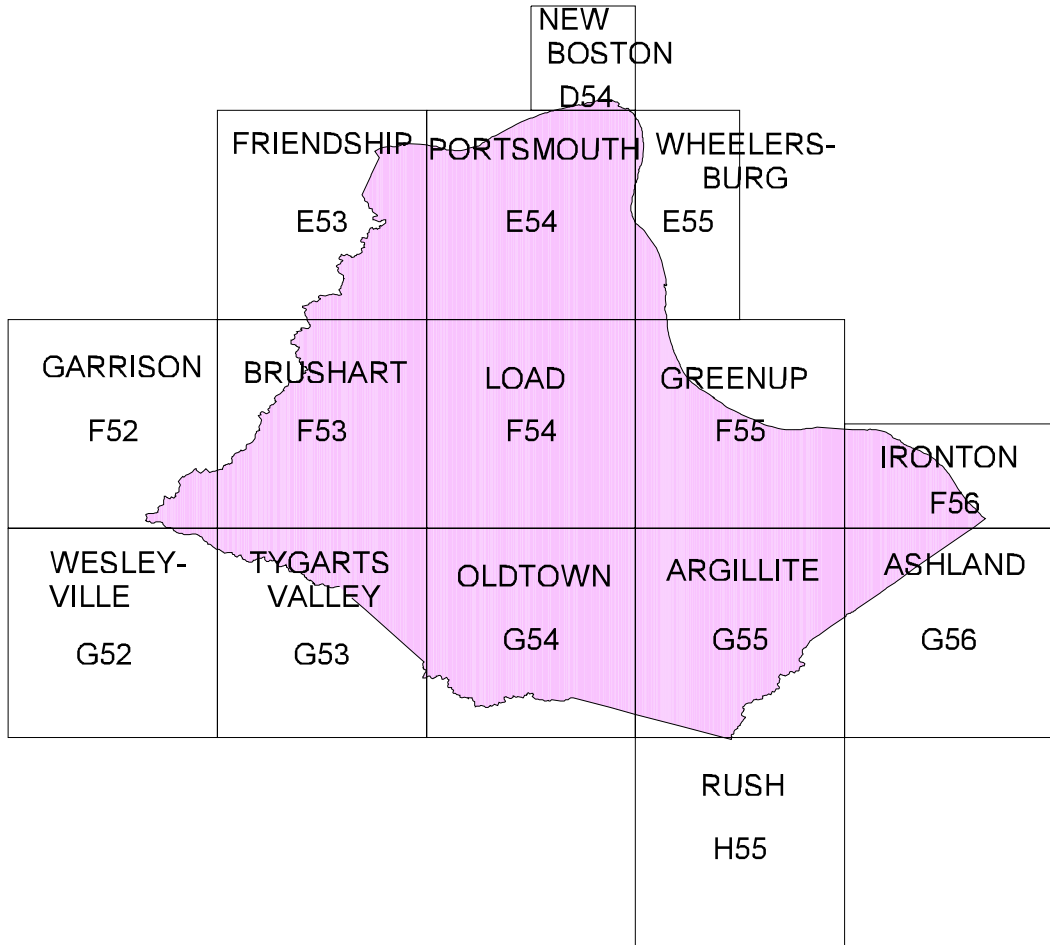 NEW
BOSTON
D54
FRIENDSHIP
E53
PORTSMOUTH
E54
WHEELERS-
BURG
E55
GARRISON
F52
BRUSHART
F53
LOAD
F54
GREENUP
F55
IRONTON
F56
WESLEY-
VILLE
G52
TYGARTS
VALLEY
G53
OLDTOWN
G54
ARGILLITE
G55
ASHLAND
G56
RUSH
H55